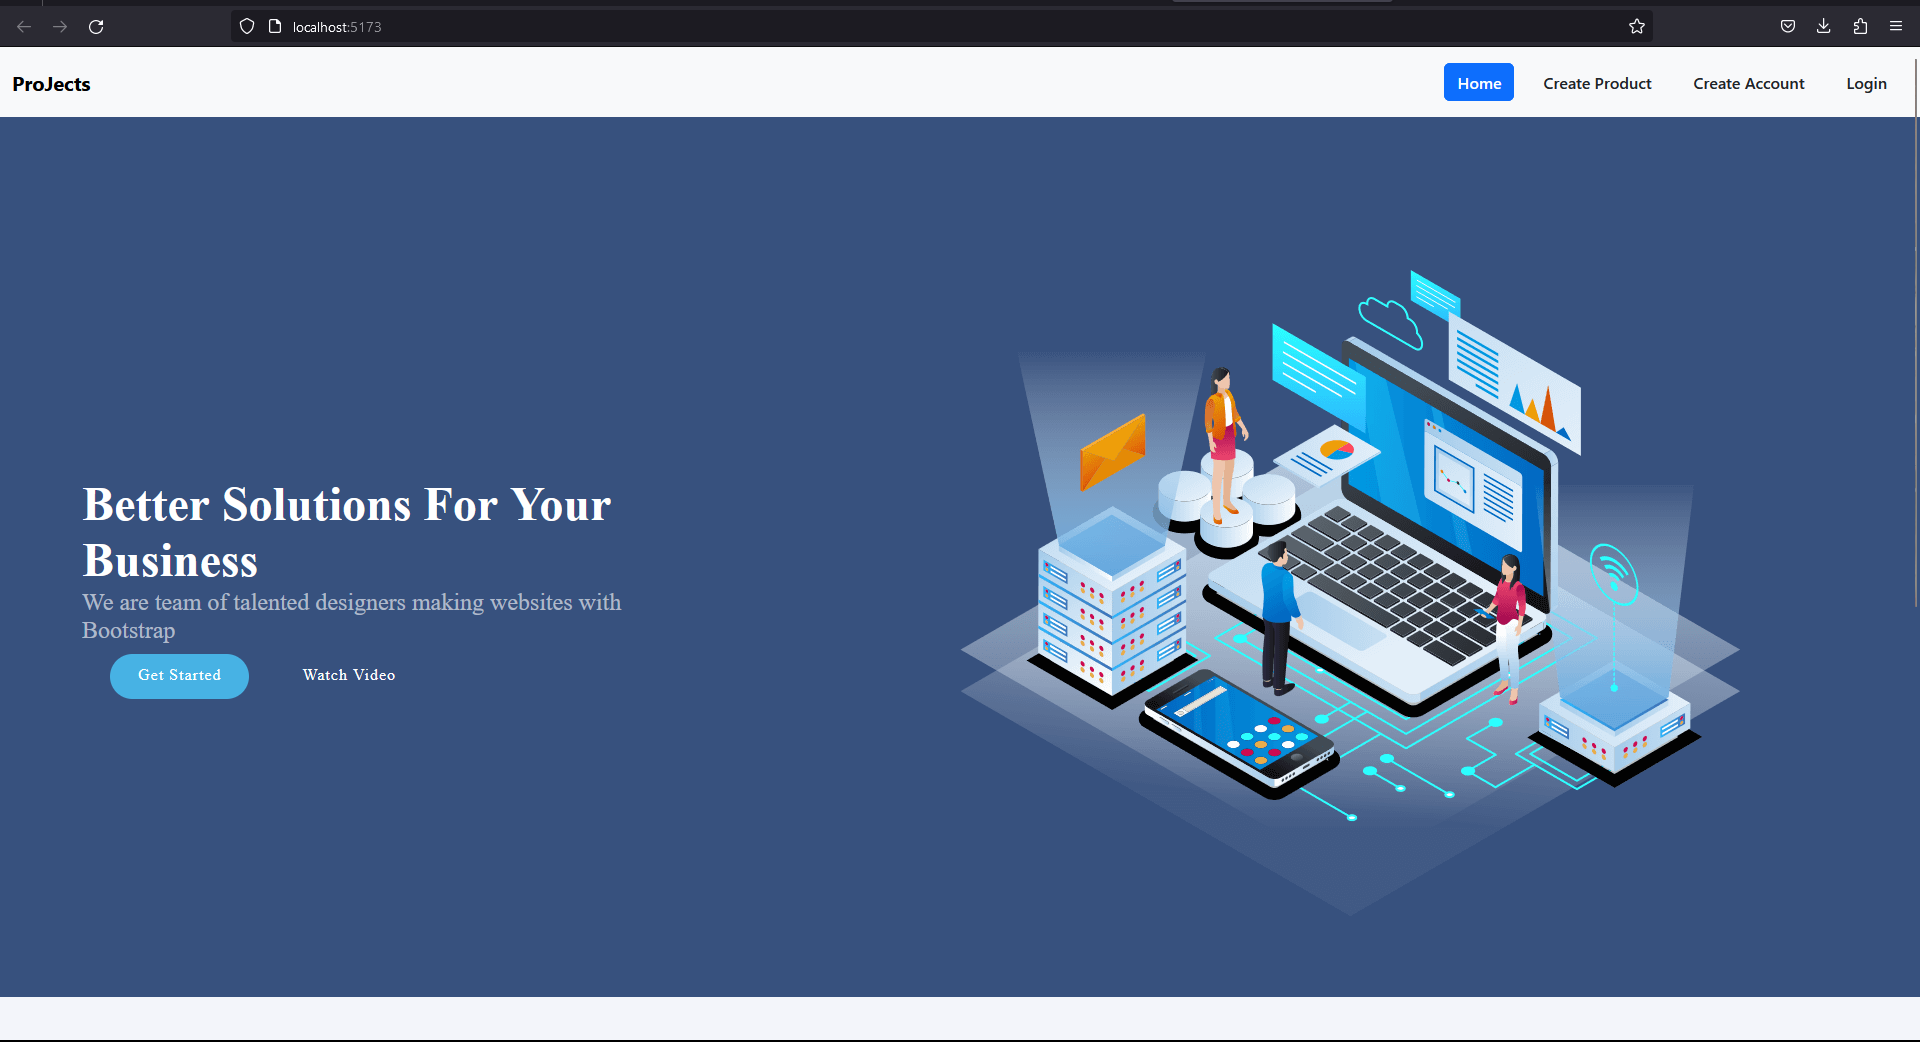 localhost:5173
ProJects
Home
Create Product
Create Account
Login
Better Solutions For Your
Business
We are team of talented designers making websites with
Bootstrap
Get Started
Watch Video